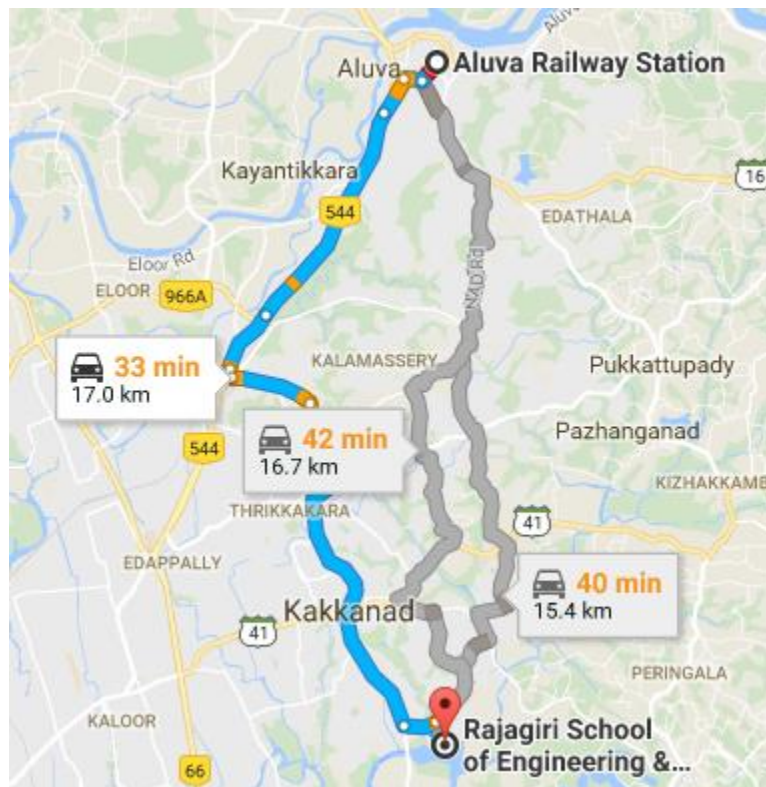 Aluva
Aluva
Aluva Railway Station
Kayantikkara
16
544
EDATHALA
Eloor Rd
NAD Rd
ELOOR
966A
33 min
17.0 km
KALAMASSERY
Pukkattupady
42 min
16.7 km
544
Pazhanganad
KIZHAKKAMB
THRIKKAKARA
41
EDAPPALLY
40 min
15.4 km
Kakkanad
41
PERINGALA
KALOOR
Rajagiri School
of Engineering &...
66